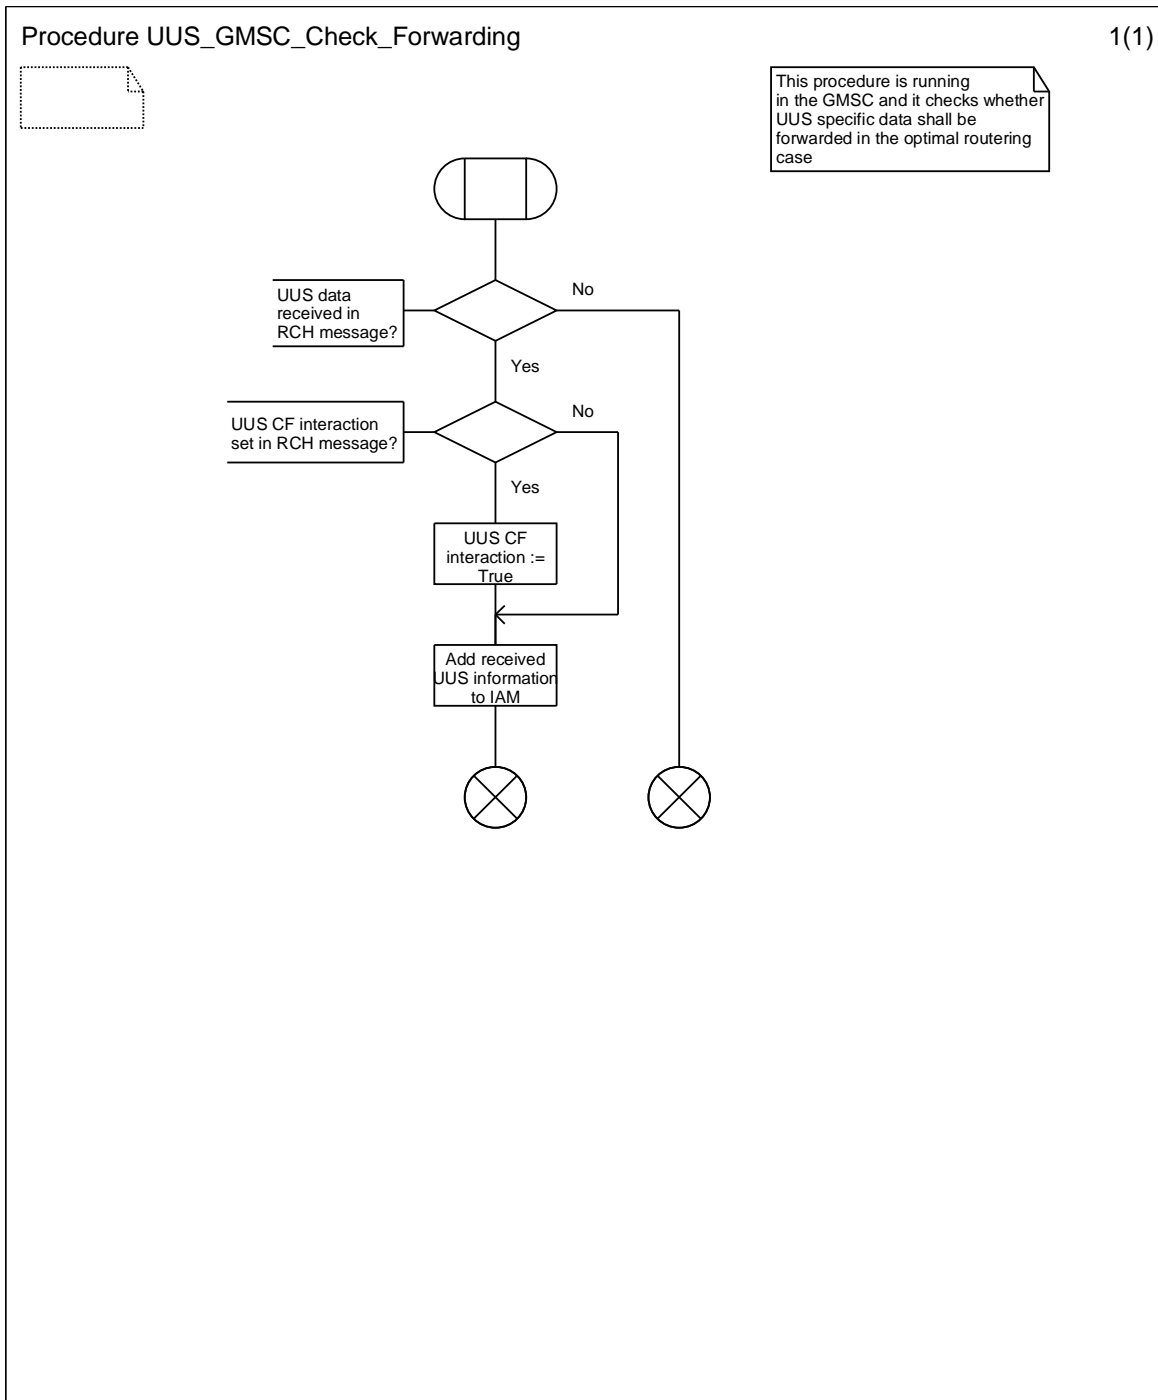 Procedure UUS_GMSC_Check_Forwarding
1(1)
This procedure is running
in the GMSC and it checks whether
UUS specific data shall be
forwarded in the optimal routering
case
UUS data
received in
RCH message?
No
Yes
UUS CF interaction
set in RCH message?
No
Yes
UUS CF
interaction :=
True
Add received
UUS information
to IAM